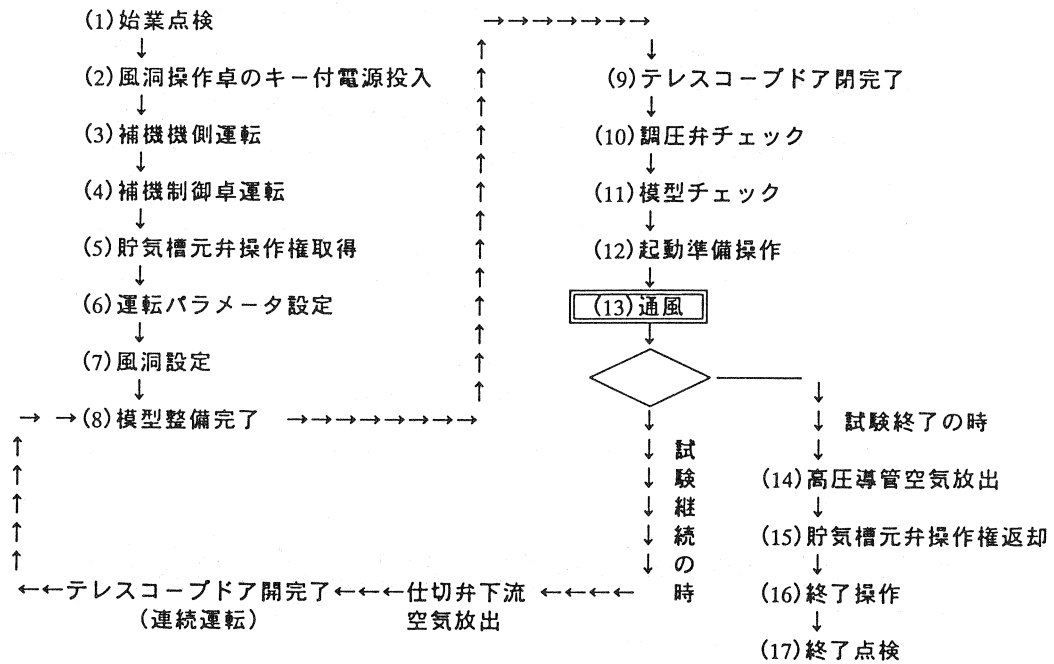 (1)始業点検
↓
(2)風洞操作卓のキー付電源投入
↓
(3)補機機側運転
↓
(4)補機制御卓運転
↓
(5)貯気槽元弁操作権取得
↓
(6)運転パラメータ設定
↓
(7)風洞設定
↓
→ →(8)模型整備完了 →→→→→→→
→→→→→→
↓
(9)テレスコープドア閉完了
↓
(10)調圧弁チェック
↓
(11)模型チェック
↓
(12)起動準備操作
↓
(13)通風
↓
試験継続の時
←←テレスコープドア開完了←←←仕切弁下流 ←←←←
(連続運転) 空気放出
試験終了の時
↓
(14)高圧導管空気放出
↓
(15)貯気槽元弁操作権返却
↓
(16)終了操作
↓
(17)終了点検